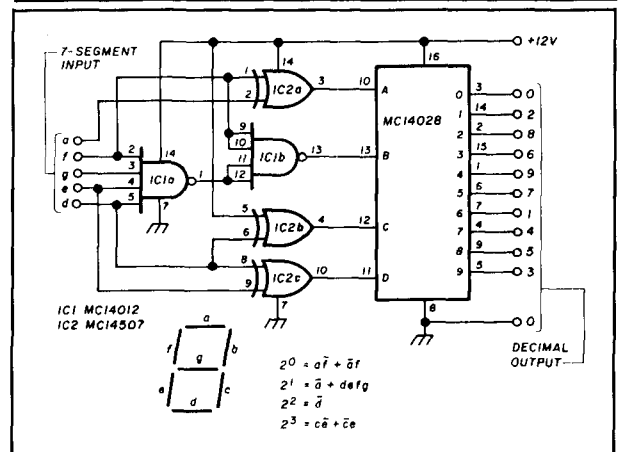 +12V
7-SEGMENT
INPUT
a
f
g
e
d
2
3
4
5
14
IC1a
1
7
1
2
14
IC2a
3
9
10
11
12
IC1b
13
5
6
IC2b
4
8
9
IC2c
10
7
16
MC14028
10 A
13 B
12 C
11 D
8
0 3 0
1 14 2
2 2 8
3 15 6
4 1 9
5 6 7
6 7 1
7 4 4
8 9 5
9 5 3
0
DECIMAL
OUTPUT
IC1 MC14012
IC2 MC14507
a
f
b
g
e
c
d
2⁰ = af̄ + āf
2¹ = ā + defg
2² = d̄
2³ = cē + c̄e